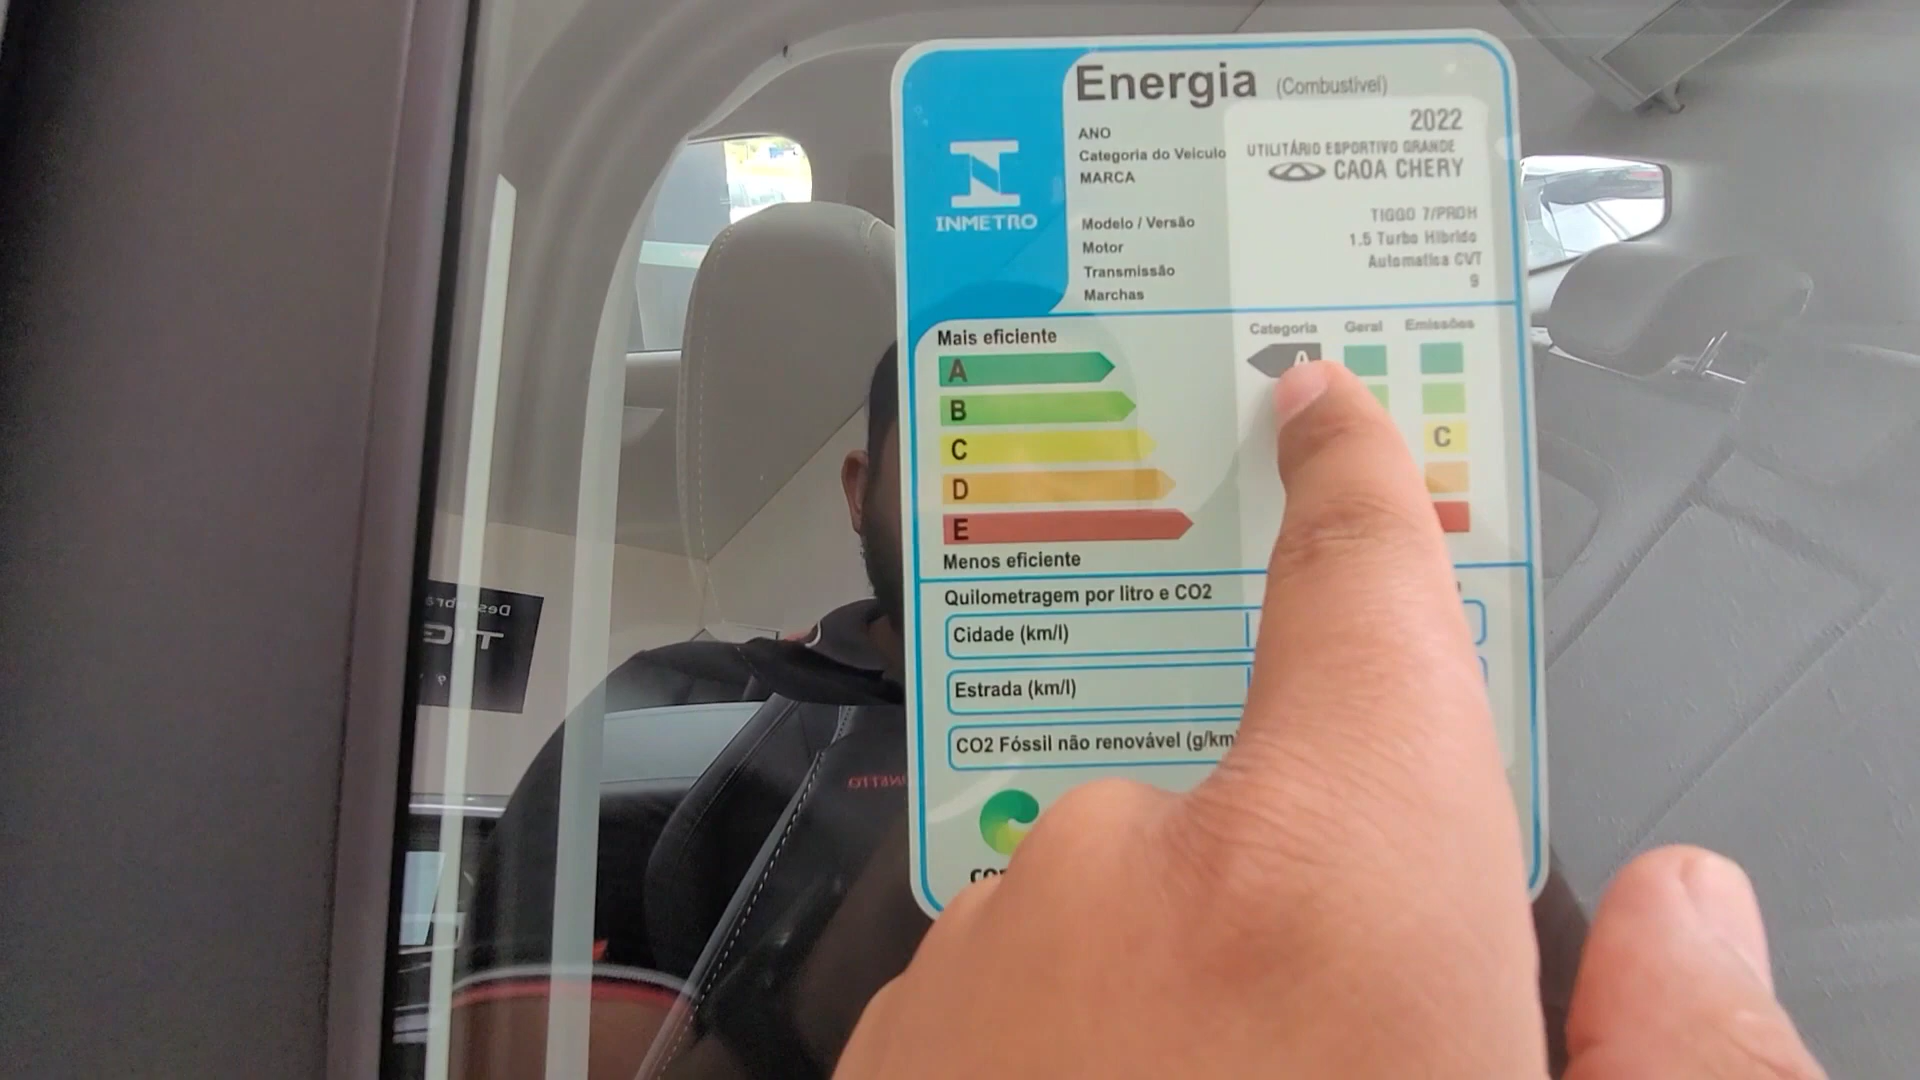 Energia (Combustível)
ANO 2022
Categoria do Veículo UTILITÁRIO ESPORTIVO GRANDE
MARCA CAOA CHERY
INMETRO
Modelo / Versão TIGGO 7/PROH
Motor 1.5 Turbo Híbrido
Transmissão Automatica CVT
Marchas 9
Categoria Geral Emissões
Mais eficiente
A A
B
C C
D
E
Menos eficiente
Quilometragem por litro e CO2
Cidade (km/l)
Estrada (km/l)
CO2 Fóssil não renovável (g/km
Descobra